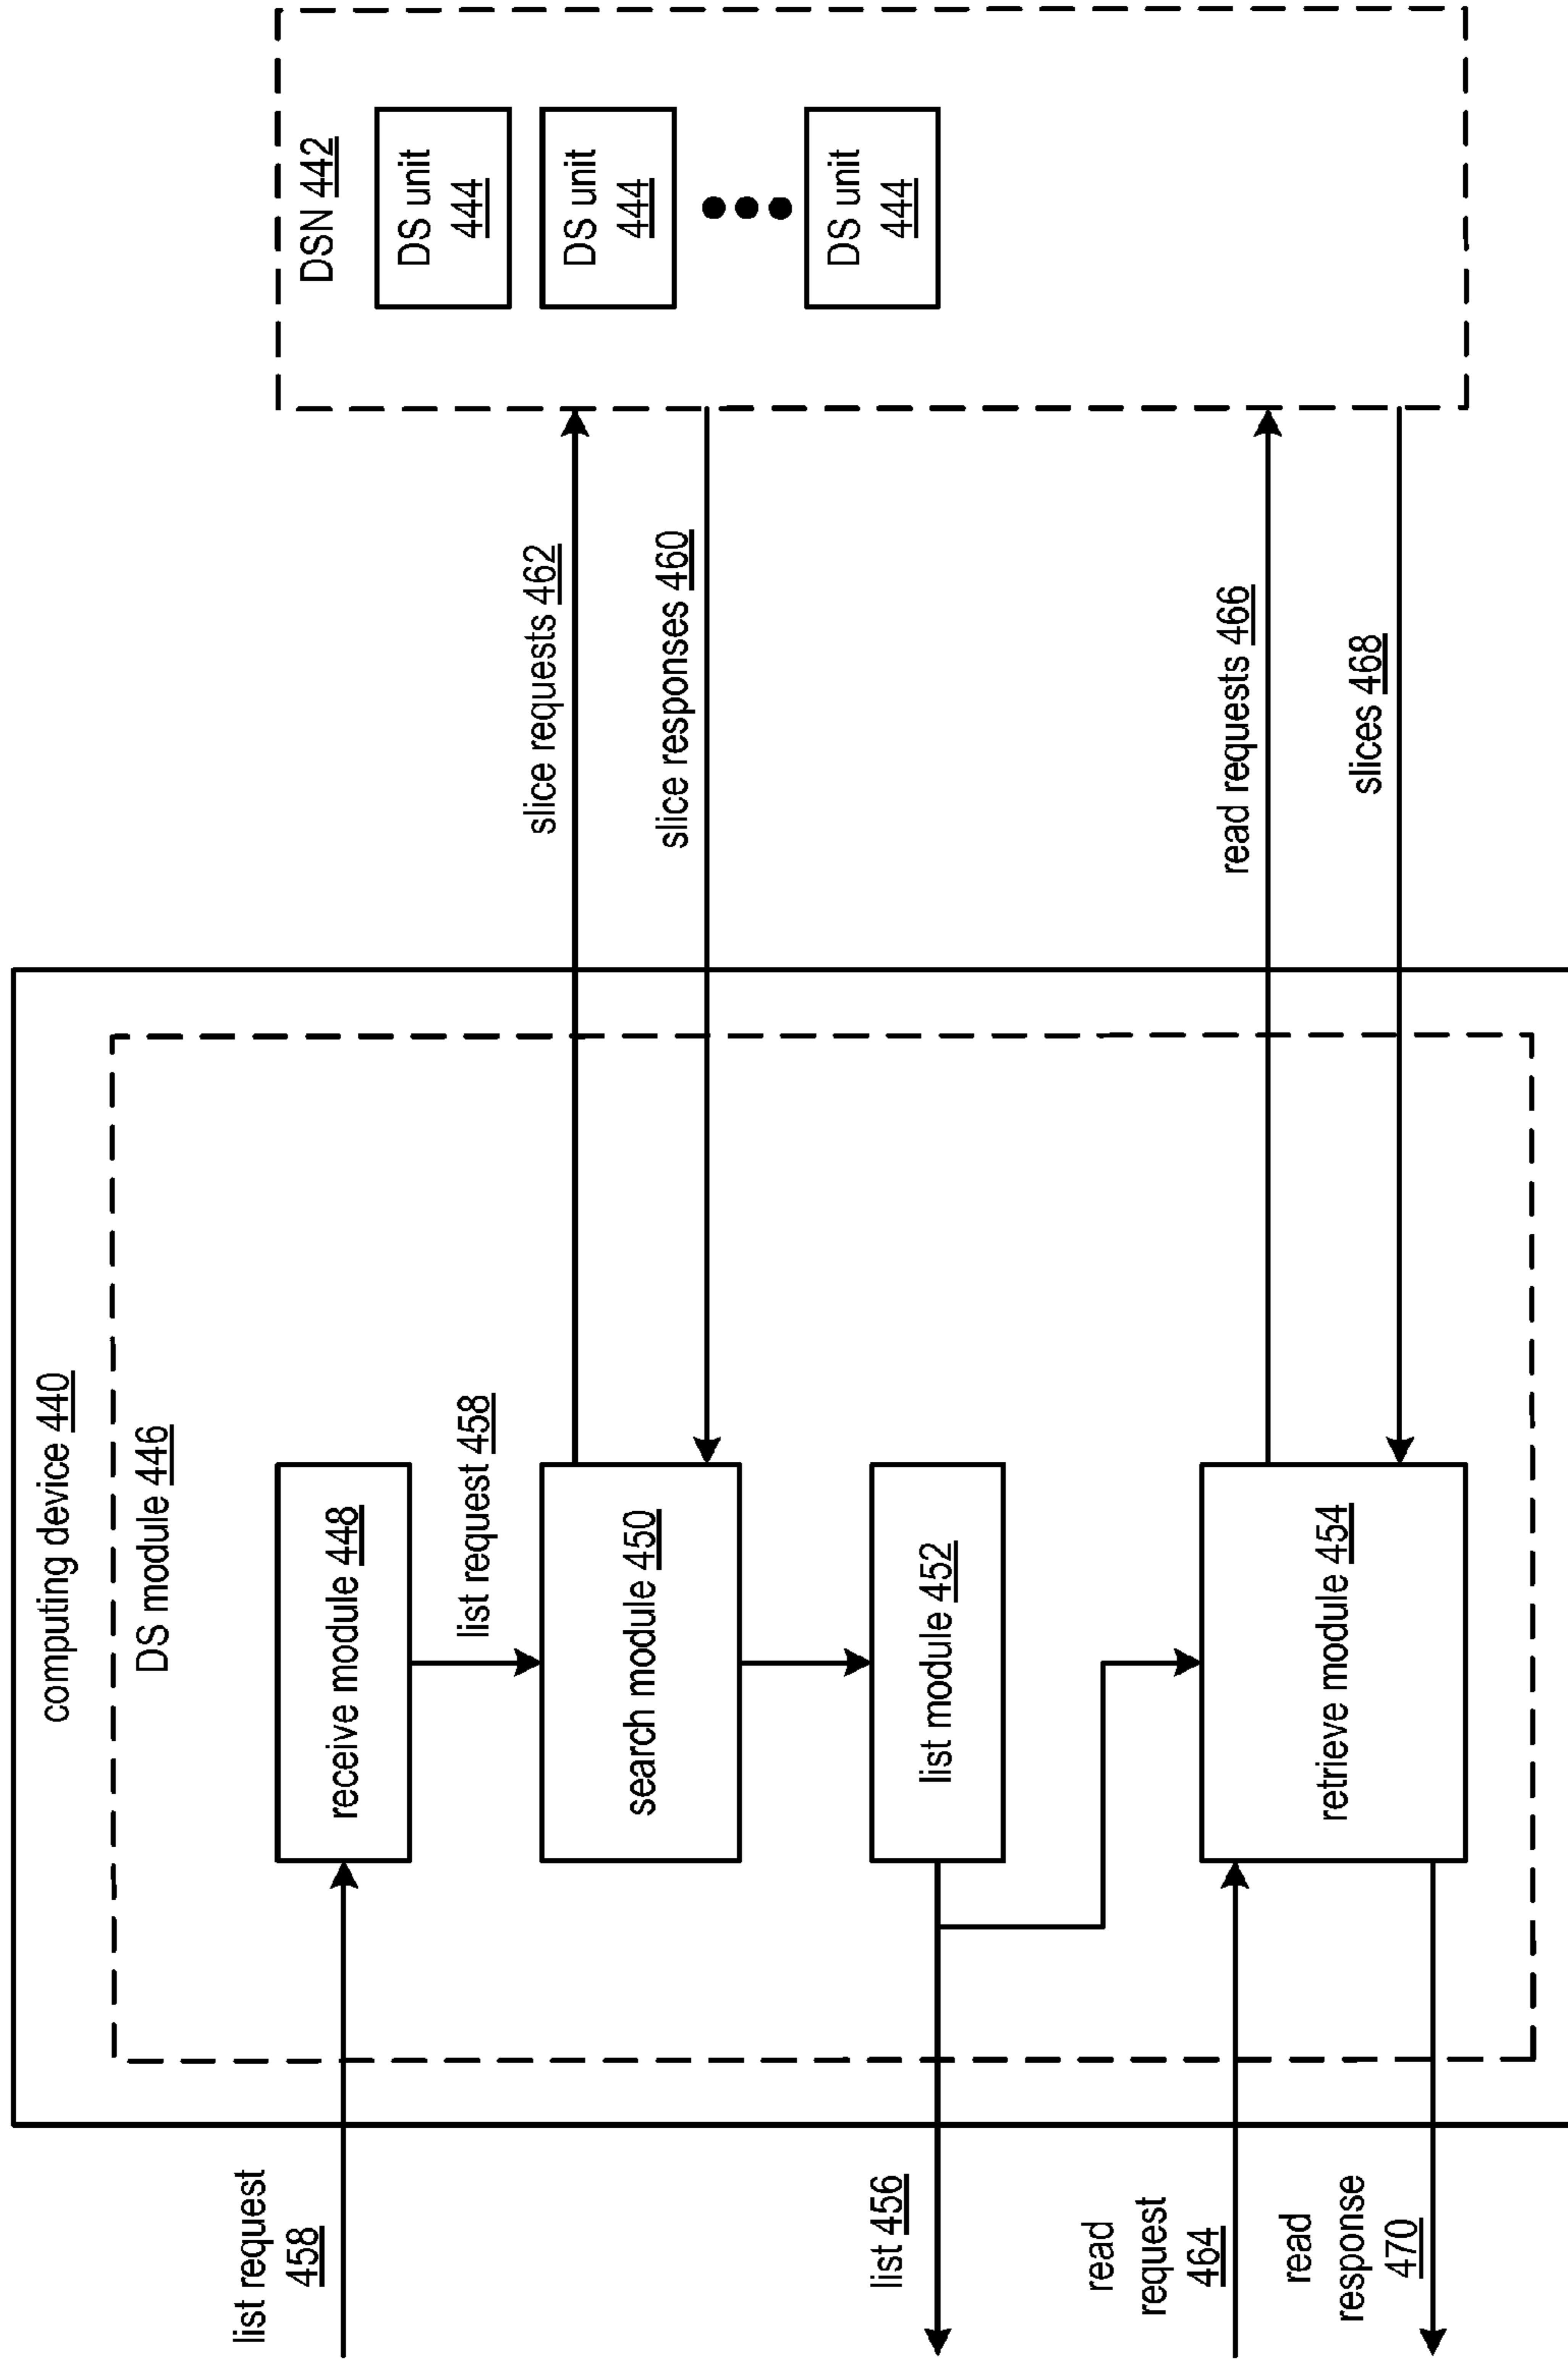 computing device 440
DS module 446
list request
458
receive module 448
list request 458
search module 450
slice requests 462
slice responses 460
list module 452
list 456
read
request
464
retrieve module 454
read requests 466
slices 468
read
response
470
DSN 442
DS unit
444
DS unit
444
DS unit
444